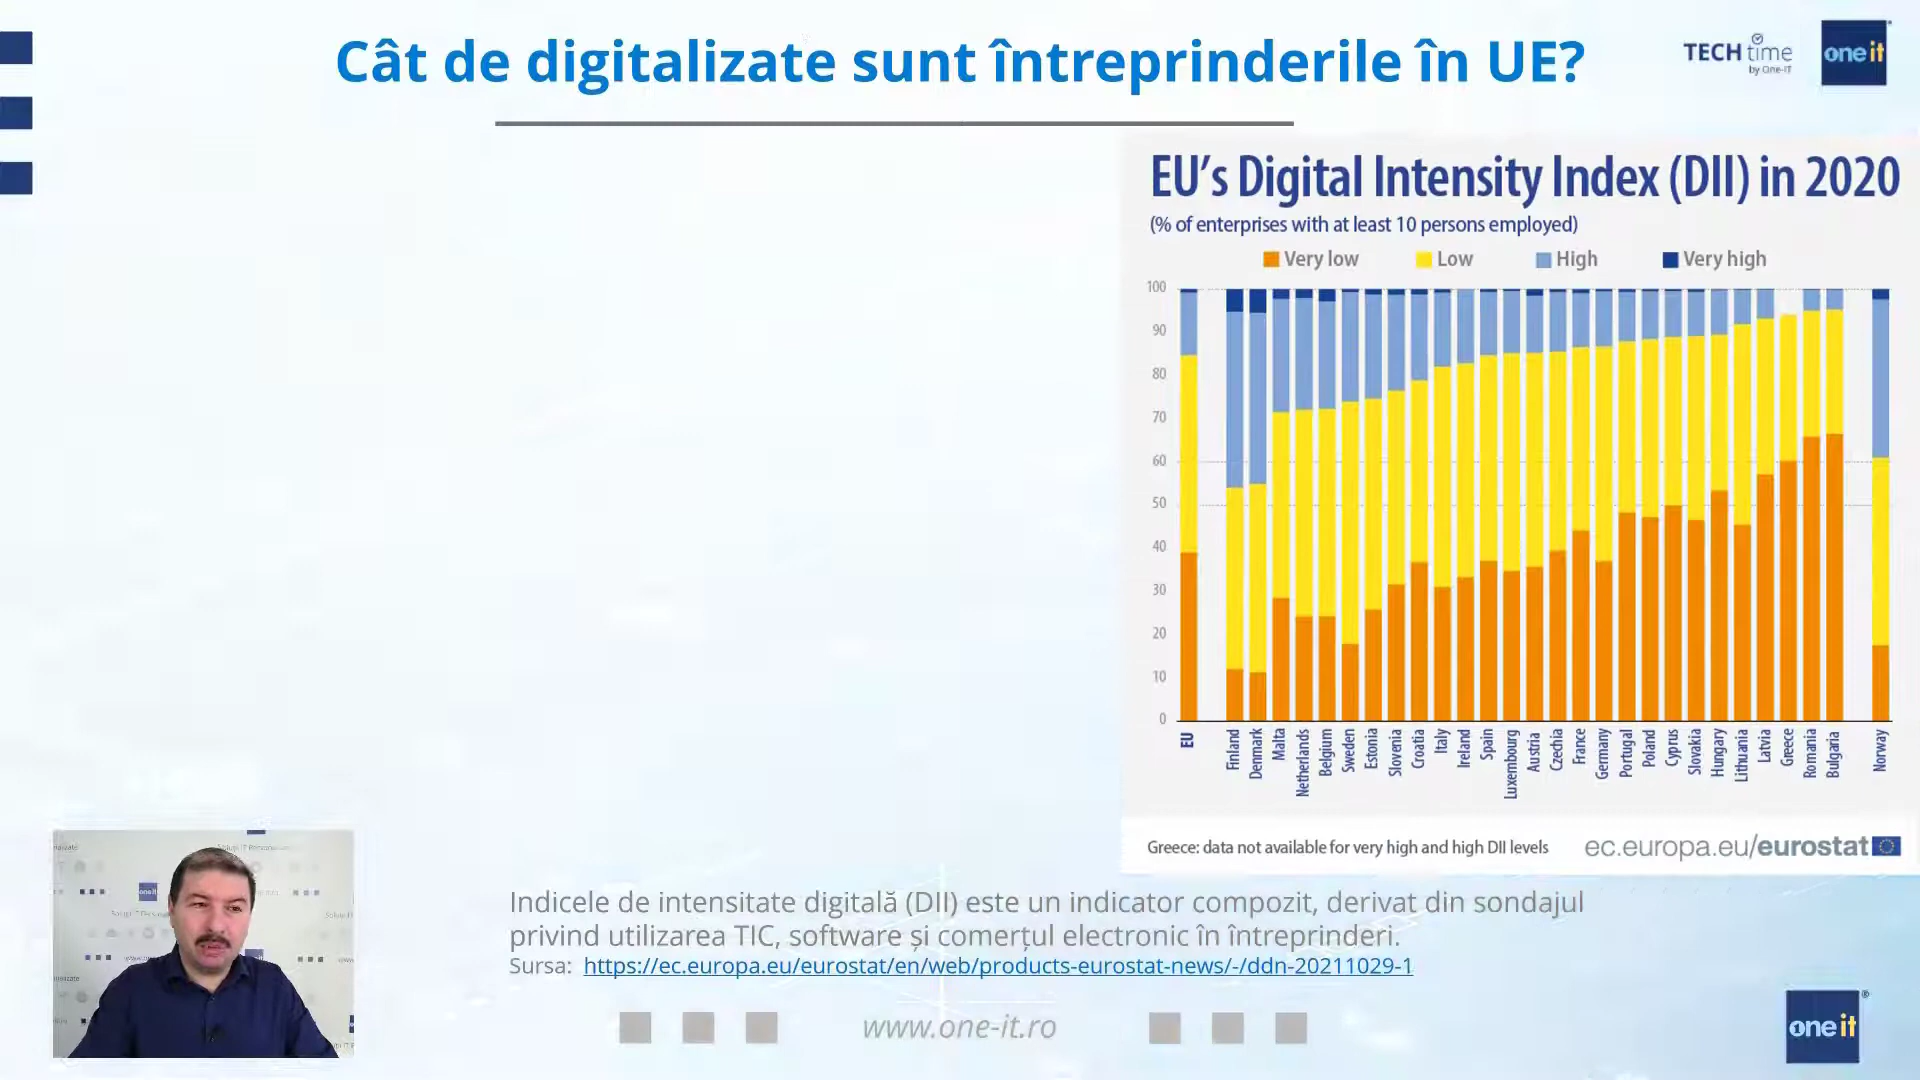 Cât de digitalizate sunt întreprinderile în UE?
TECH time
by One-IT
one it
EU's Digital Intensity Index (DII) in 2020
(% of enterprises with at least 10 persons employed)
Very low Low High Very high
100
90
80
70
60
50
40
30
20
10
0
EU
Finland
Denmark
Malta
Netherlands
Belgium
Sweden
Estonia
Slovenia
Croatia
Italy
Ireland
Spain
Luxembourg
Austria
Czechia
France
Germany
Portugal
Poland
Cyprus
Slovakia
Hungary
Lithuania
Latvia
Greece
Romania
Bulgaria
Norway
Greece: data not available for very high and high DII levels
ec.europa.eu/eurostat
Indicele de intensitate digitală (DII) este un indicator compozit, derivat din sondajul
privind utilizarea TIC, software și comerțul electronic în întreprinderi.
Sursa: https://ec.europa.eu/eurostat/en/web/products-eurostat-news/-/ddn-20211029-1
www.one-it.ro
one it